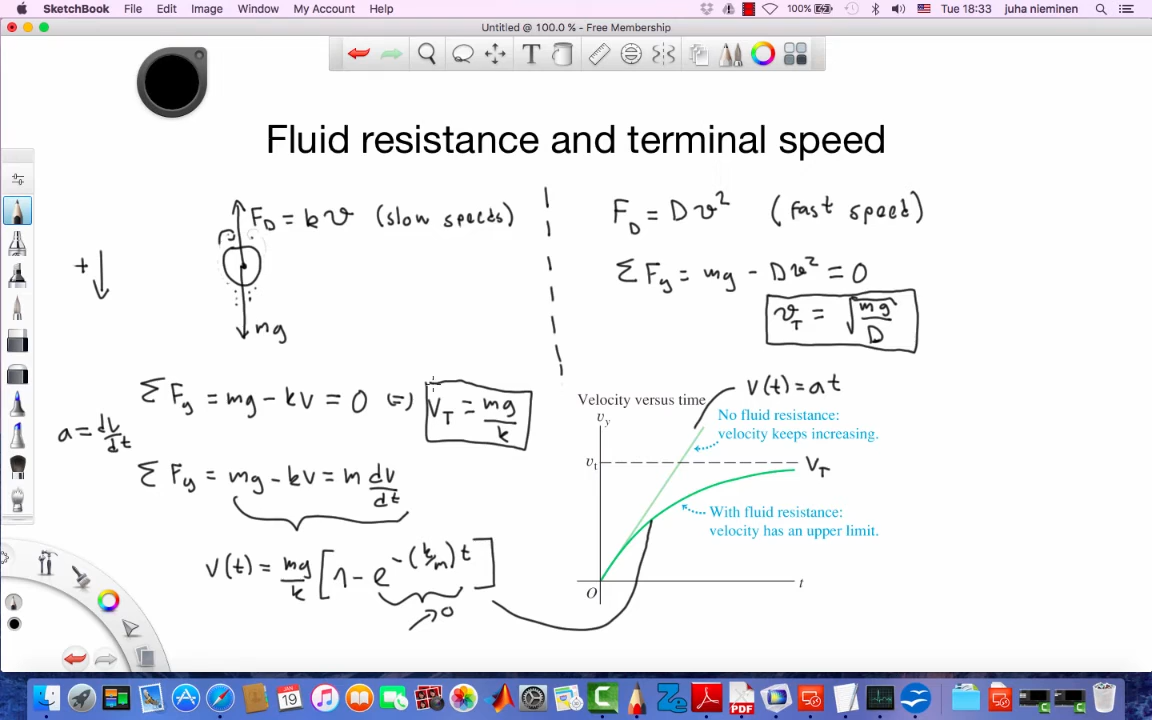 SketchBook File Edit Image Window My Account Help 100% Tue 18:33 juha nieminen
Untitled @ 100.0 % - Free Membership
T
Fluid resistance and terminal speed
F_D = kv (slow speeds)
+
mg
ΣF_y = mg - kv = 0 => V_T = mg/k
a = dv/dt
ΣF_y = mg - kv = m dv/dt
v(t) = mg/k [1 - e^{-(k/m)t}]
→0
F_D = Dv² (fast speed)
ΣF_y = mg - Dv² = 0
v_T = √(mg/D)
v(t) = at
Velocity versus time
v_y
No fluid resistance:
velocity keeps increasing.
v_t
V_T
With fluid resistance:
velocity has an upper limit.
O
t
JAN
19
PDF